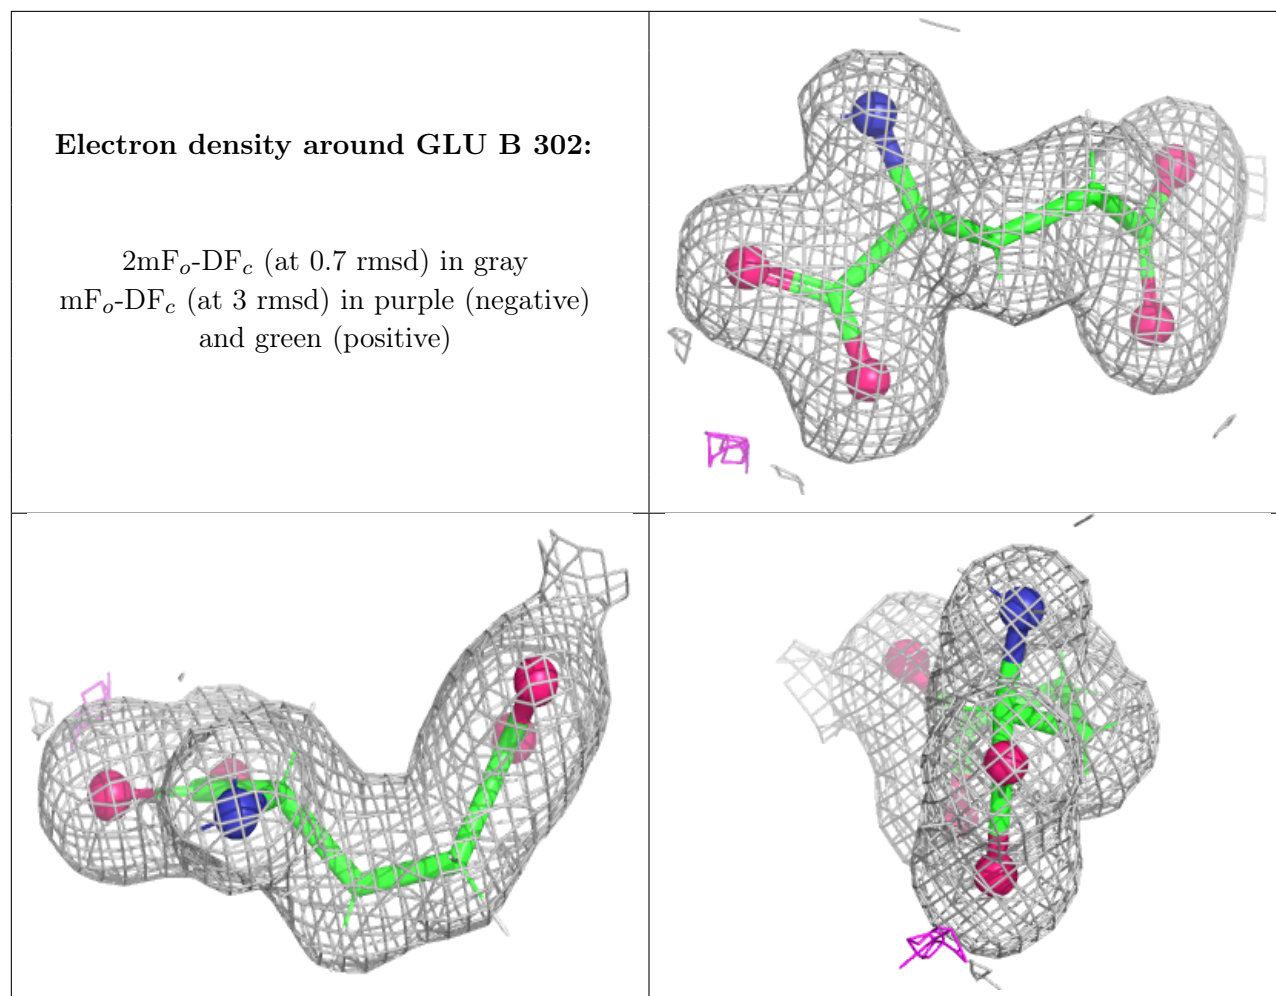 Electron density around GLU B 302:
2mFo-DFc (at 0.7 rmsd) in gray
mFo-DFc (at 3 rmsd) in purple (negative)
and green (positive)